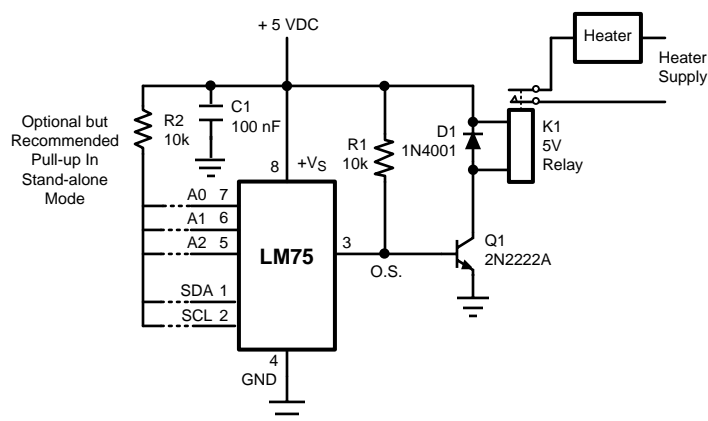 + 5 VDC
Heater
Heater
Supply
Optional but
Recommended
Pull-up In
Stand-alone
Mode
R2
10k
C1
100 nF
R1
10k
D1
1N4001
K1
5V
Relay
8
+VS
A0 7
A1 6
A2 5
SDA 1
SCL 2
LM75
3
O.S.
Q1
2N2222A
4
GND